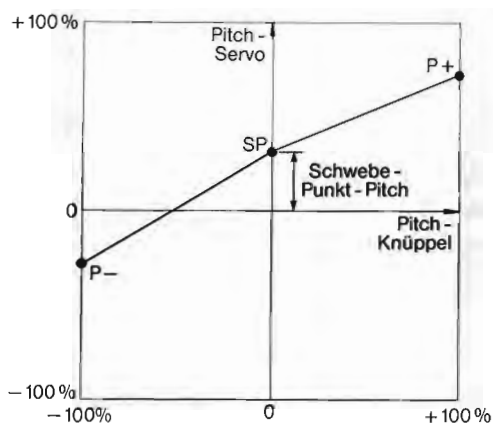 +100%
Pitch -
Servo
P+
SP
Schwebe -
Punkt - Pitch
0
Pitch -
Knüppel
P−
−100%
−100%
0
+100%